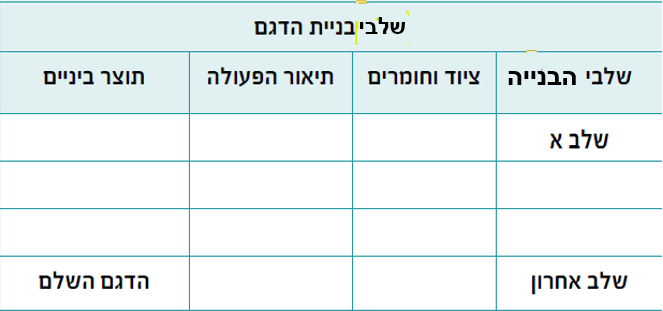 שלבי בניית הדגם
שלבי הבנייה ציוד וחומרים תיאור הפעולה תוצר ביניים
שלב א
שלב אחרון הדגם השלם